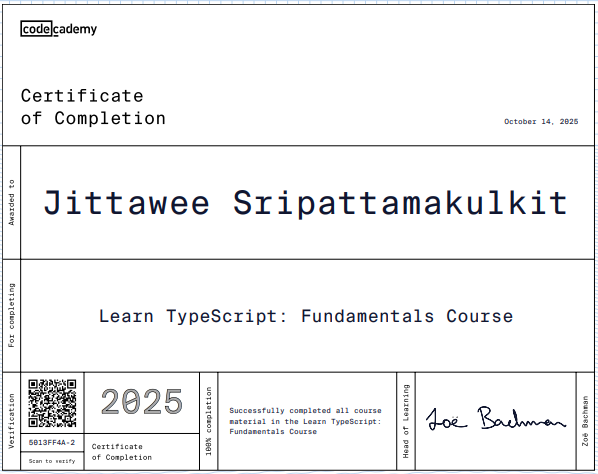 codecademy
Certificate
of Completion
October 14, 2025
Awarded to
Jittawee Sripattamakulkit
For completing
Learn TypeScript: Fundamentals Course
Verification
5013FF4A-2
Scan to verify
2025
Certificate
of Completion
100% completion
Successfully completed all course
material in the Learn TypeScript:
Fundamentals Course
Head of Learning
Zoë Bachman
Zoë Bachman